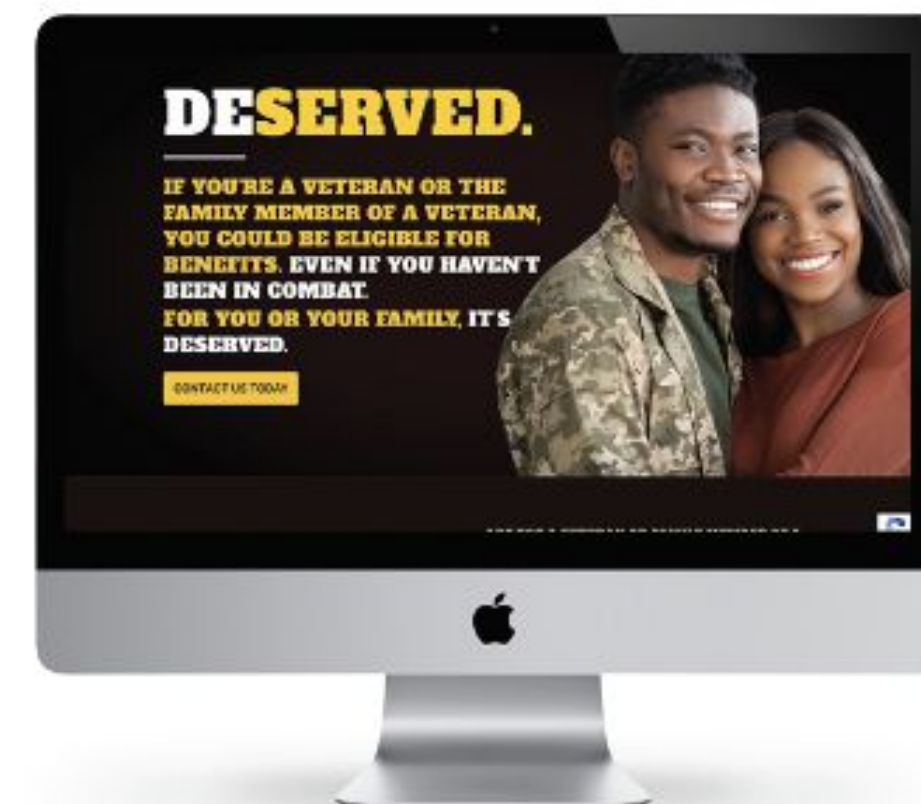 DESERVED.
IF YOU'RE A VETERAN OR THE
FAMILY MEMBER OF A VETERAN,
YOU COULD BE ELIGIBLE FOR
BENEFITS. EVEN IF YOU HAVEN'T
BEEN IN COMBAT.
FOR YOU OR YOUR FAMILY, IT'S
DESERVED.
CONTACT US TODAY